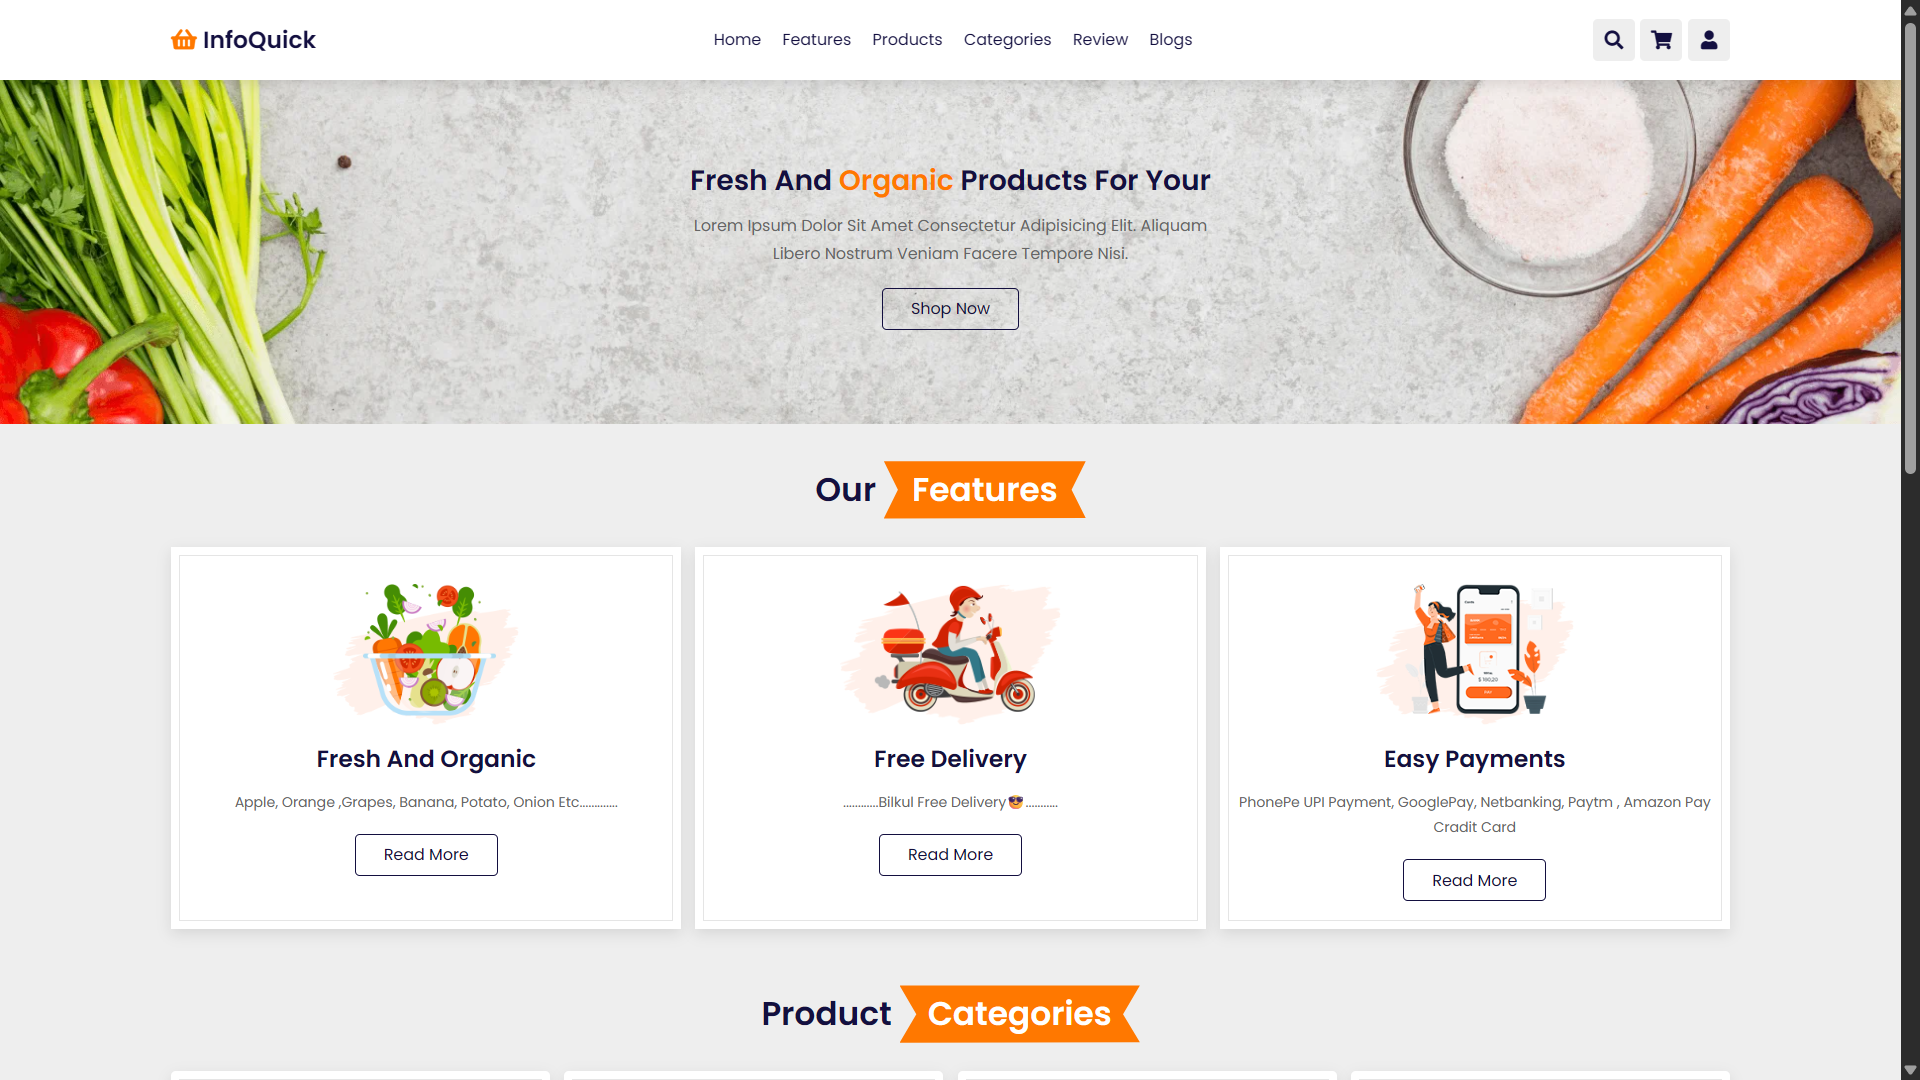 InfoQuick
Home Features Products Categories Review Blogs
Fresh And Organic Products For Your
Lorem Ipsum Dolor Sit Amet Consectetur Adipisicing Elit. Aliquam
Libero Nostrum Veniam Facere Tempore Nisi.
Shop Now
Our Features
Fresh And Organic
Apple, Orange ,Grapes, Banana, Potato, Onion Etc.............
Read More
Free Delivery
............Bilkul Free Delivery😎...........
Read More
Easy Payments
PhonePe UPI Payment, GooglePay, Netbanking, Paytm , Amazon Pay
Cradit Card
Read More
Product Categories